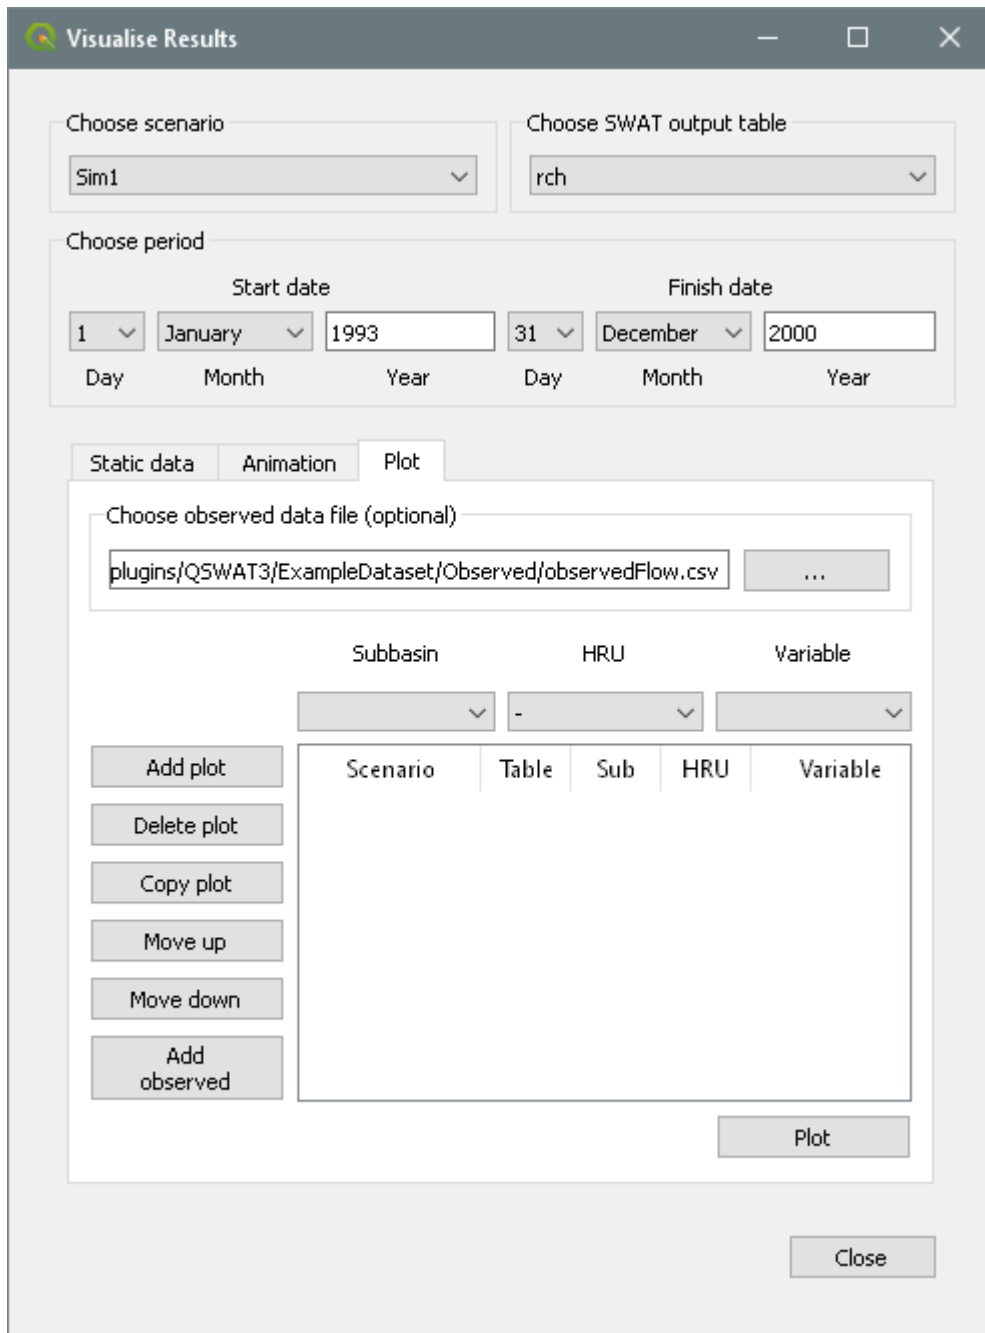 Visualise Results
Choose scenario
Choose SWAT output table
Sim1
rch
Choose period
Start date
Finish date
1
January
1993
31
December
2000
Day
Month
Year
Day
Month
Year
Static data
Animation
Plot
Choose observed data file (optional)
plugins/QSWAT3/ExampleDataset/Observed/observedFlow.csv
...
Subbasin
HRU
Variable
-
Add plot
Scenario
Table
Sub
HRU
Variable
Delete plot
Copy plot
Move up
Move down
Add
observed
Plot
Close